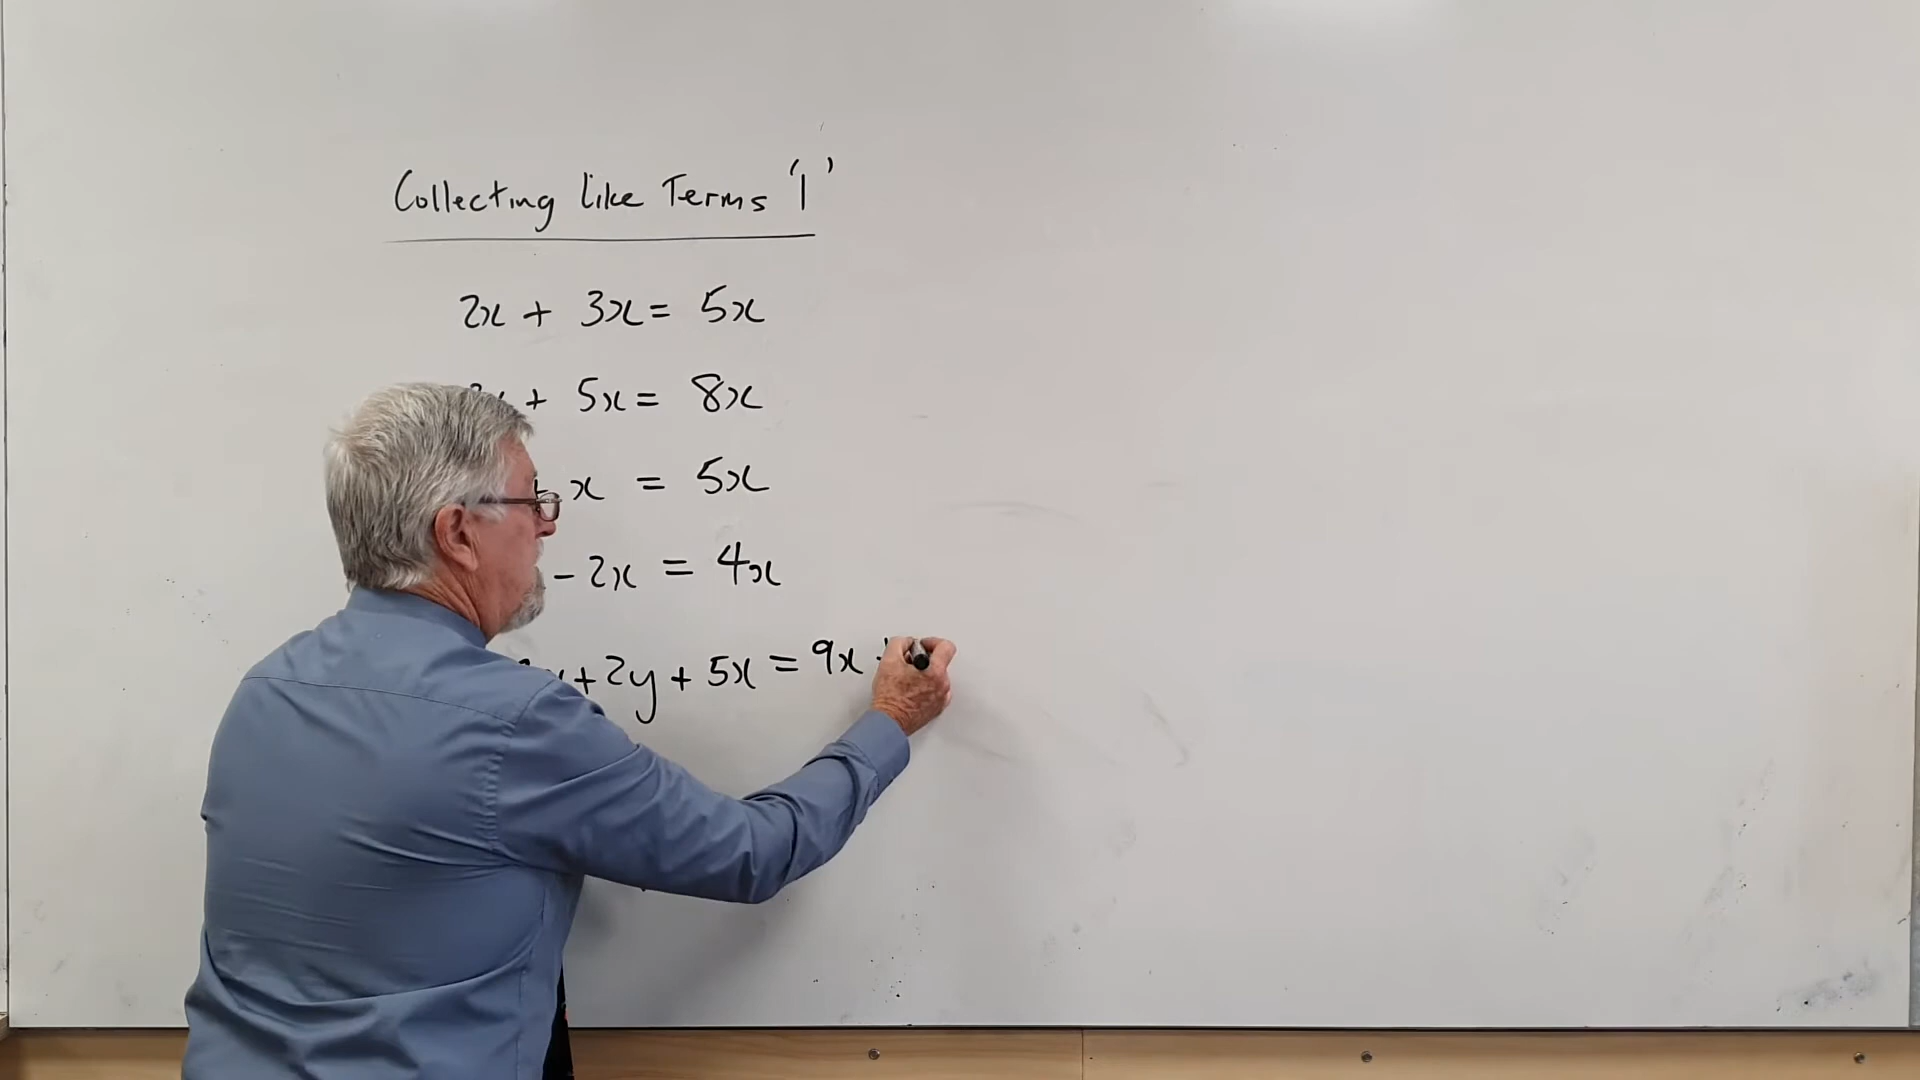 Collecting Like Terms '1'
2x + 3x = 5x
+ 5x = 8x
x = 5x
- 2x = 4x
+ 2y + 5x = 9x +